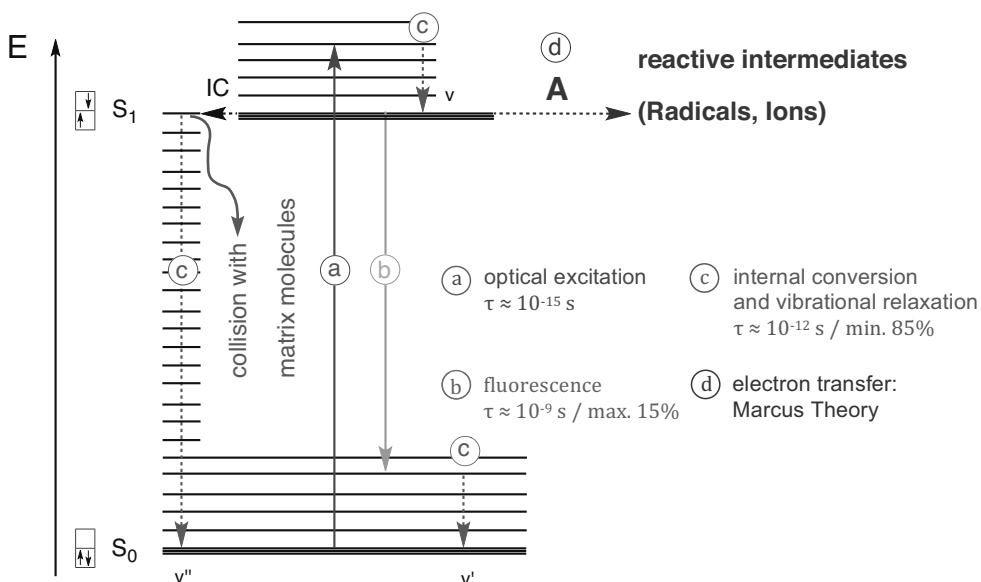 E
IC
S1
v
c
d
A
reactive intermediates
(Radicals, Ions)
collision with
matrix molecules
c
a
b
a optical excitation
τ ≈ 10-15 s
b fluorescence
τ ≈ 10-9 s / max. 15%
c internal conversion
and vibrational relaxation
τ ≈ 10-12 s / min. 85%
d electron transfer:
Marcus Theory
c
S0
v''
v'